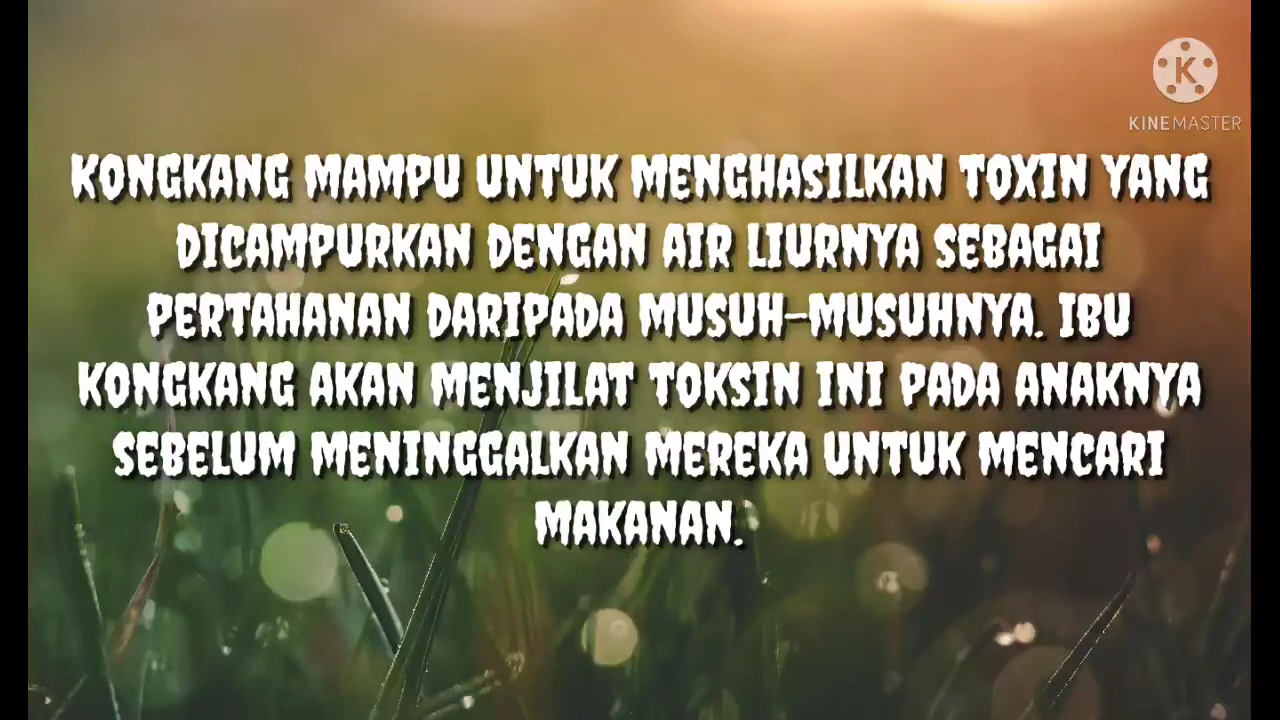 KINEMASTER
KONGKANG MAMPU UNTUK MENGHASILKAN TOXIN YANG
DICAMPURKAN DENGAN AIR LIURNYA SEBAGAI
PERTAHANAN DARIPADA MUSUH-MUSUHNYA. IBU
KONGKANG AKAN MENJILAT TOKSIN INI PADA ANAKNYA
SEBELUM MENINGGALKAN MEREKA UNTUK MENCARI
MAKANAN.